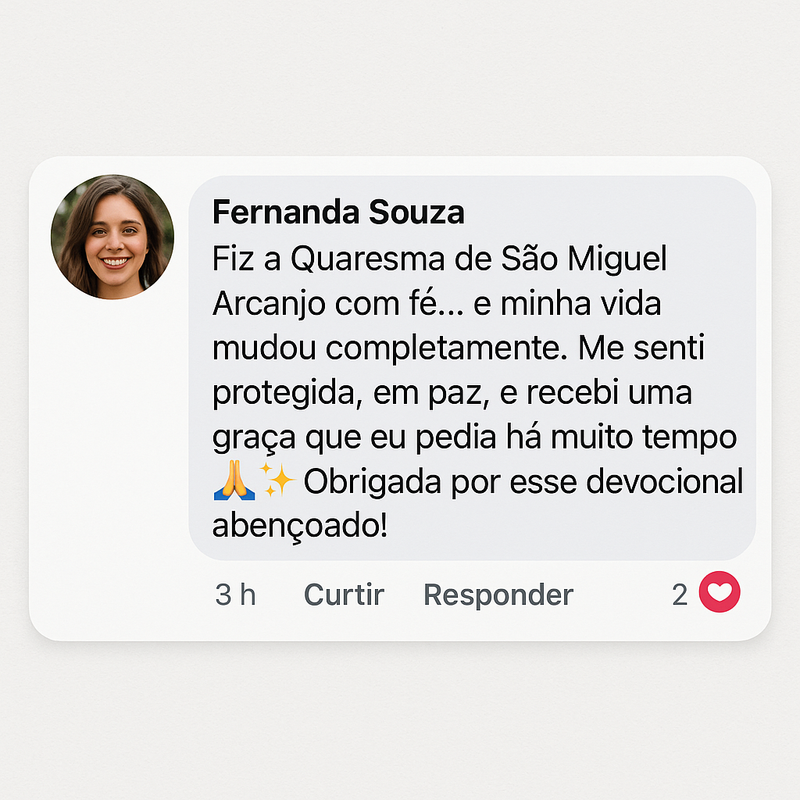 Fernanda Souza
Fiz a Quaresma de São Miguel
Arcanjo com fé... e minha vida
mudou completamente. Me senti
protegida, em paz, e recebi uma
graça que eu pedia há muito tempo
🙏✨ Obrigada por esse devocional
abençoado!
3 h Curtir Responder 2